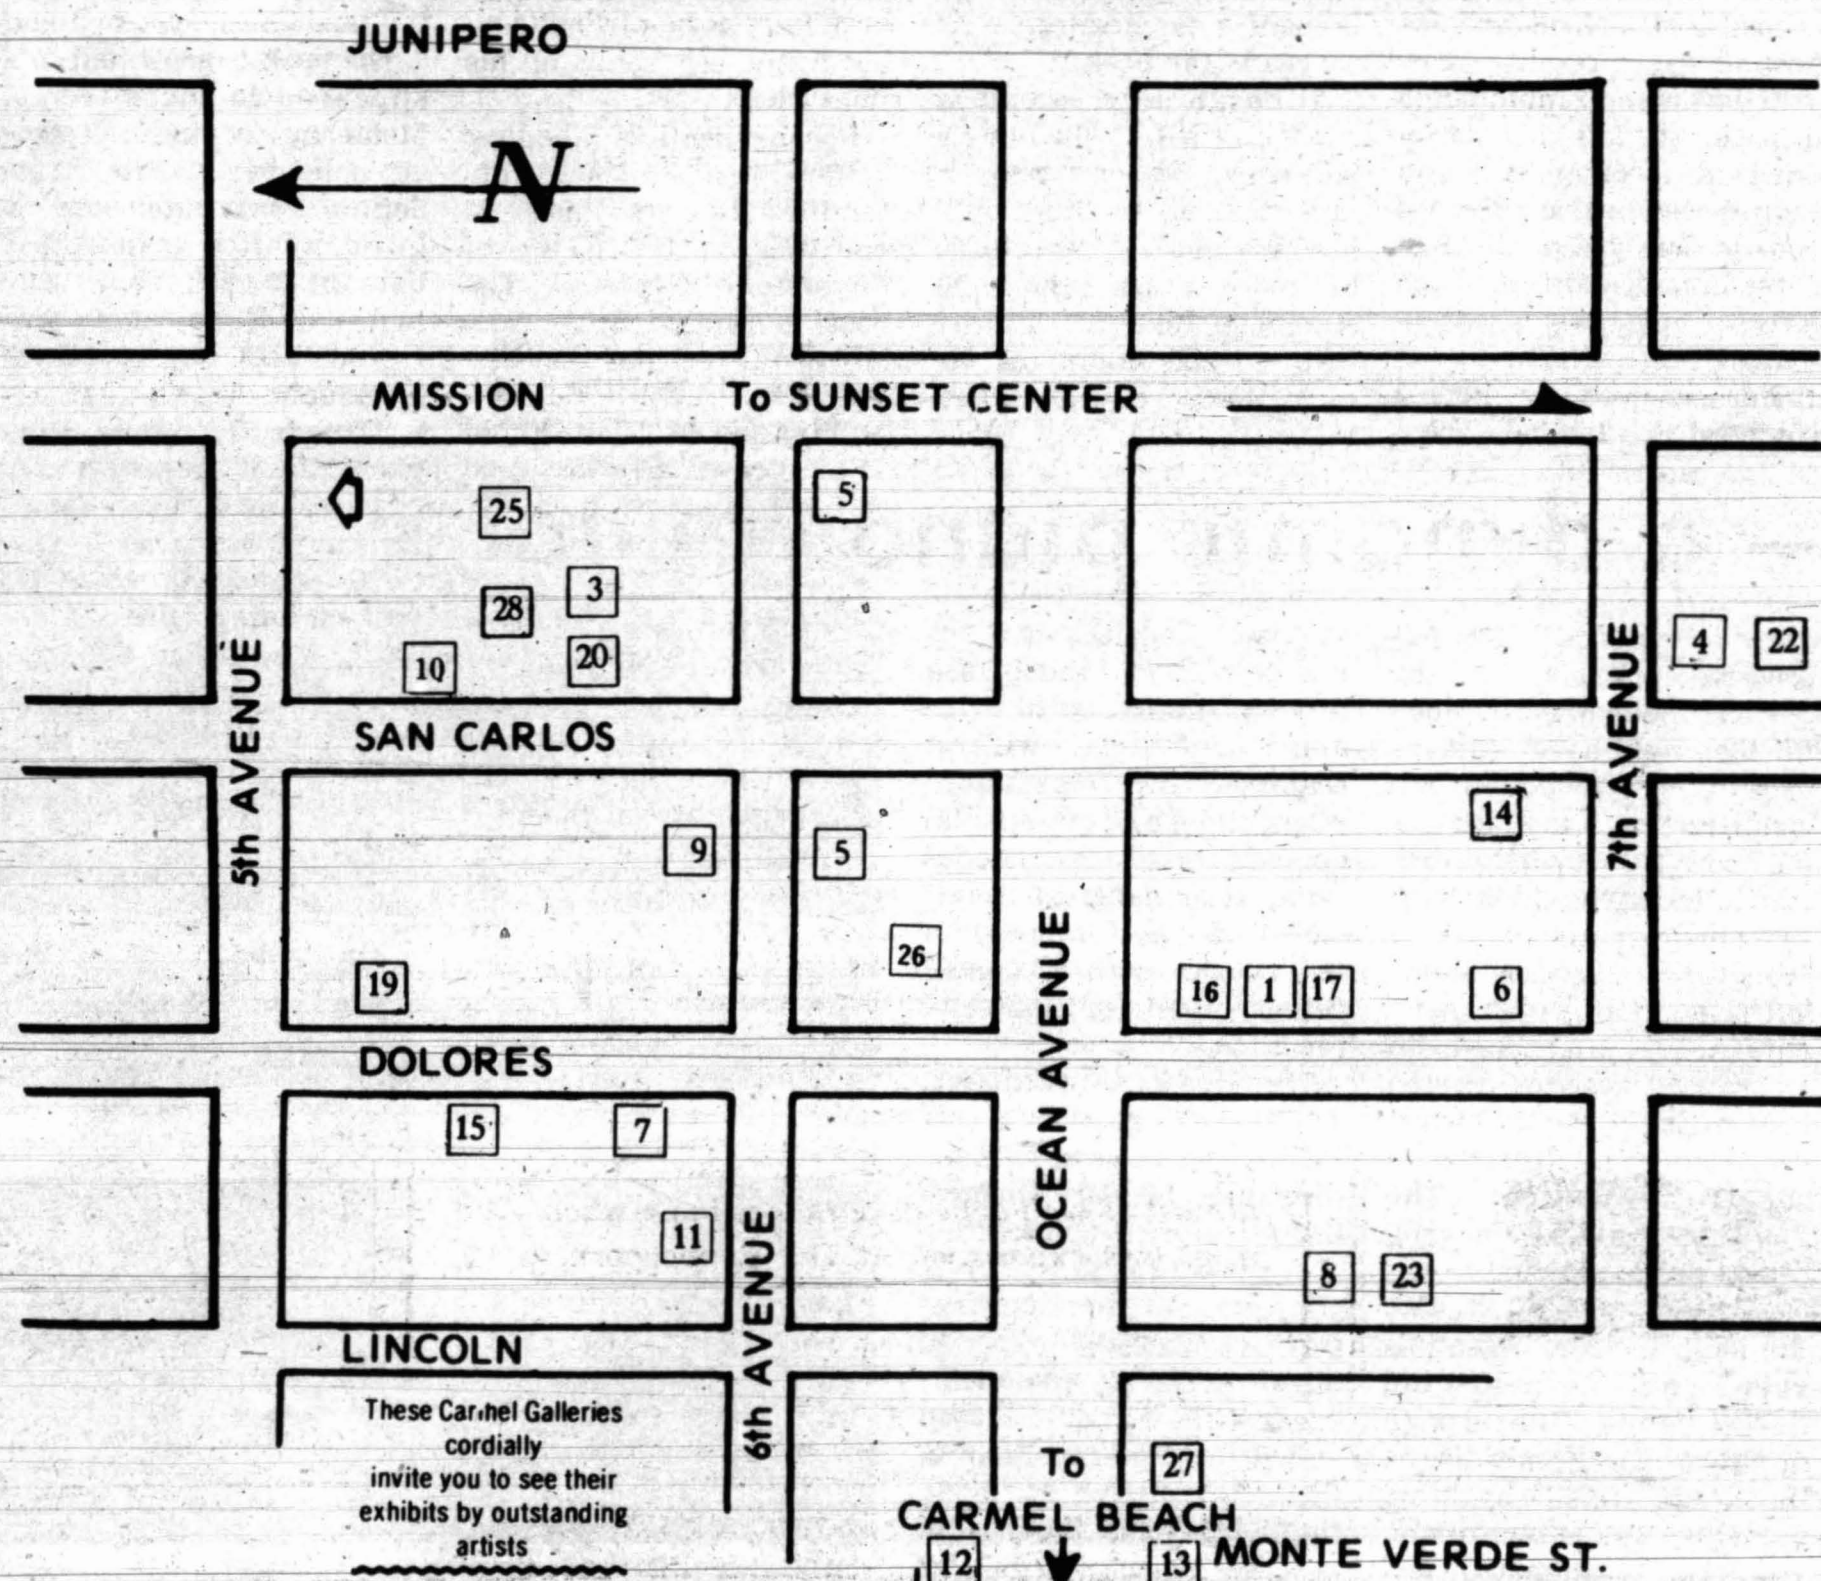 JUNIPERO
N
MISSION To SUNSET CENTER
25
5
3
28
4
22
20
10
5th AVENUE
7th AVENUE
SAN CARLOS
14
9
5
26
19
16
1
17
6
OCEAN AVENUE
DOLORES
15
7
11
8
23
6th AVENUE
LINCOLN
These Carmel Galleries
cordially
invite you to see their
exhibits by outstanding
artists
To
27
CARMEL BEACH
12
13
MONTE VERDE ST.